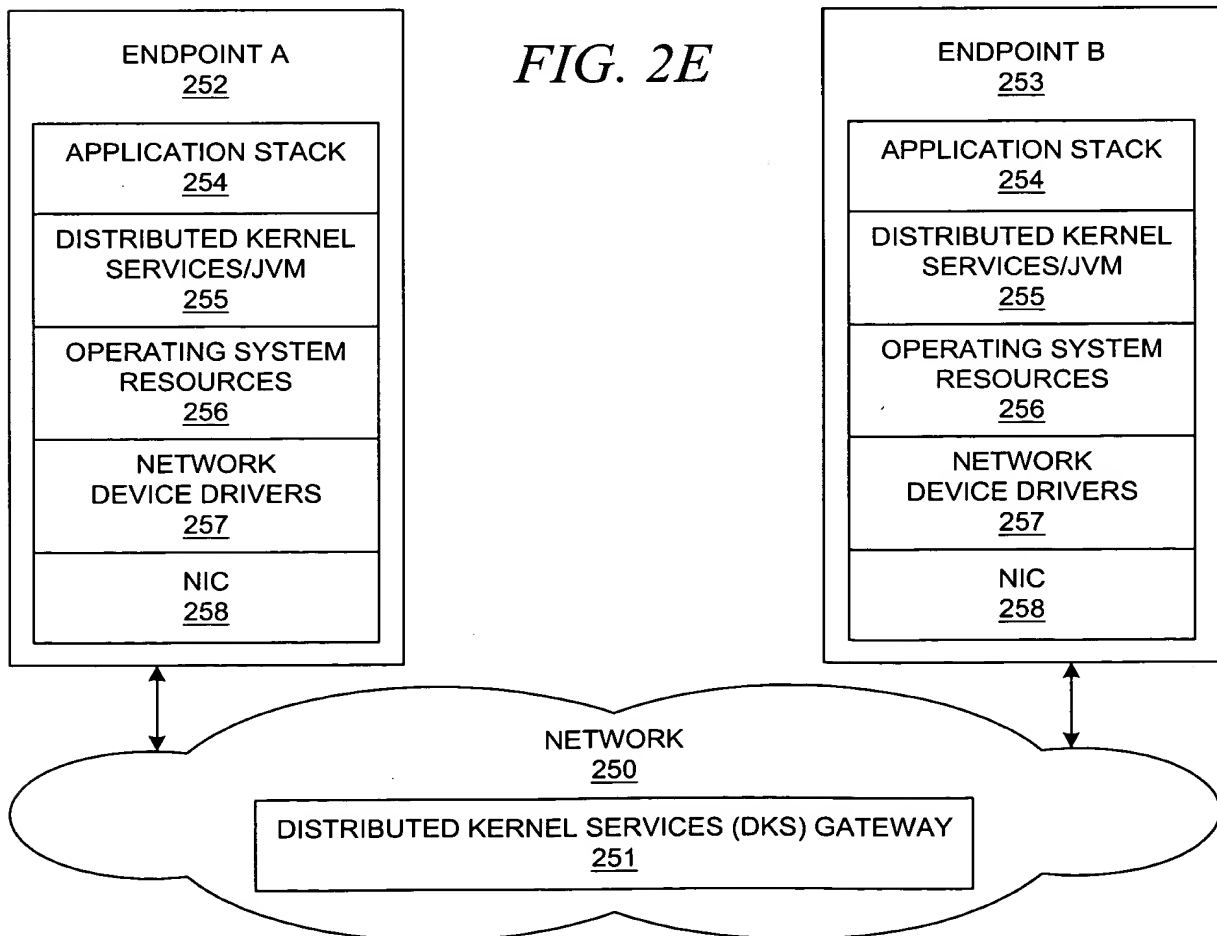 FIG. 2E
ENDPOINT A
252
APPLICATION STACK
254
DISTRIBUTED KERNEL
SERVICES/JVM
255
OPERATING SYSTEM
RESOURCES
256
NETWORK
DEVICE DRIVERS
257
NIC
258
ENDPOINT B
253
APPLICATION STACK
254
DISTRIBUTED KERNEL
SERVICES/JVM
255
OPERATING SYSTEM
RESOURCES
256
NETWORK
DEVICE DRIVERS
257
NIC
258
NETWORK
250
DISTRIBUTED KERNEL SERVICES (DKS) GATEWAY
251